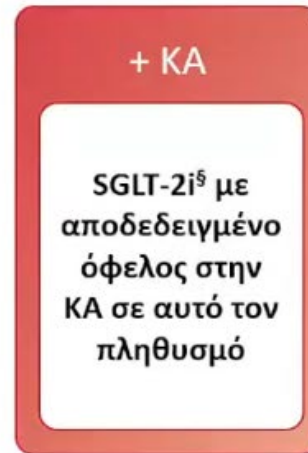 + ΚΑ
SGLT-2i§ με
αποδεδειγμένο
όφελος στην
ΚΑ σε αυτό τον
πληθυσμό